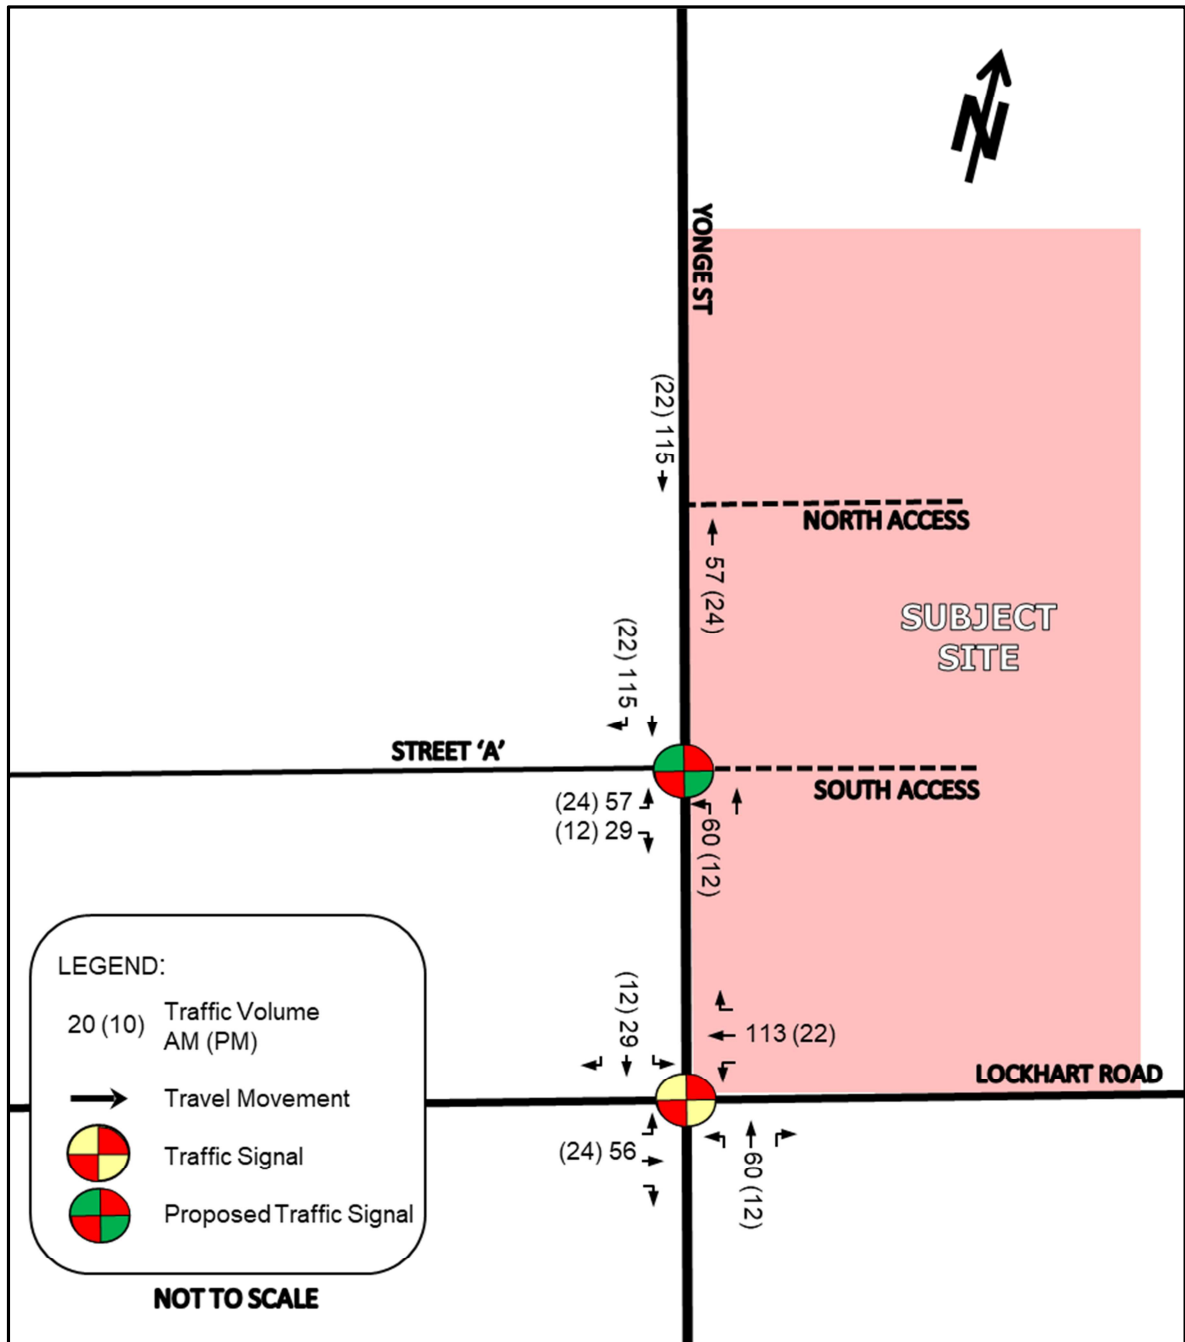 N
YONGE ST
(22) 115
NORTH ACCESS
57 (24)
SUBJECT
SITE
(22) 115
STREET ‘A’
SOUTH ACCESS
(24) 57
(12) 29
60 (12)
(12) 29
113 (22)
LOCKHART ROAD
(24) 56
60 (12)
LEGEND:
20 (10)
Traffic Volume
AM (PM)
Travel Movement
Traffic Signal
Proposed Traffic Signal
NOT TO SCALE